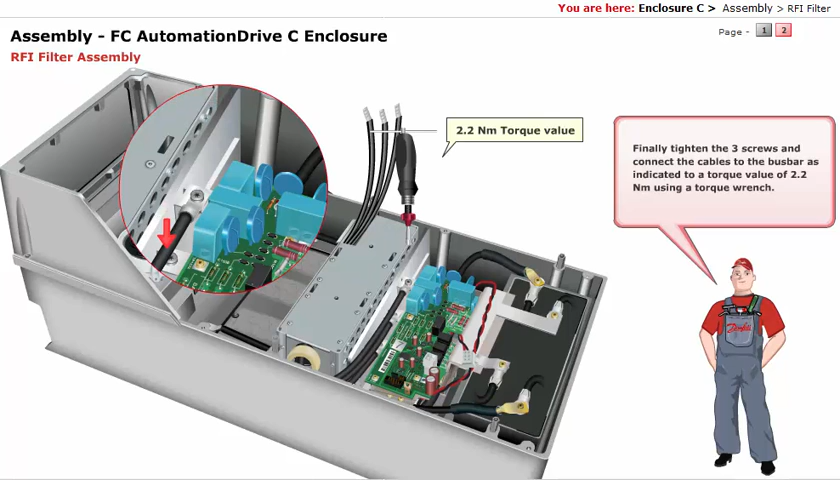 You are here: Enclosure C > Assembly > RFI Filter
Assembly - FC AutomationDrive C Enclosure
Page - 1 2
RFI Filter Assembly
2.2 Nm Torque value
Finally tighten the 3 screws and
connect the cables to the busbar as
indicated to a torque value of 2.2
Nm using a torque wrench.
Danfoss